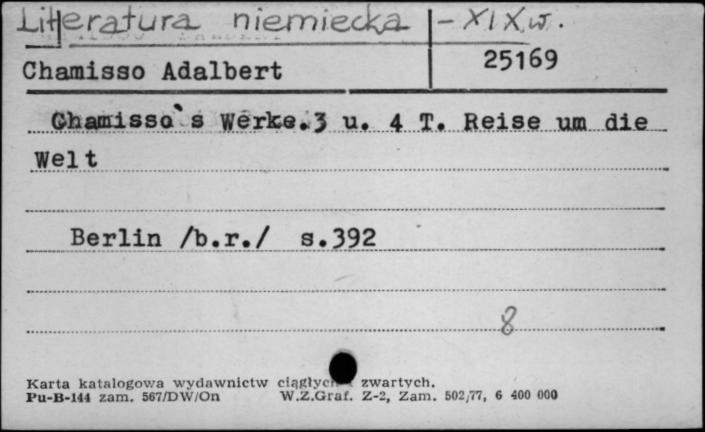 Literatura niemiecka - XIX w.
Chamisso Adalbert 25169
Chamisso`s Werke.3 u. 4 T. Reise um die
Welt
Berlin /b.r./ s.392
8
Karta katalogowa wydawnictw ciągłych i zwartych.
Pu-B-144 zam. 567/DW/On W.Z.Graf. Z-2, Zam. 502/77, 6 400 000